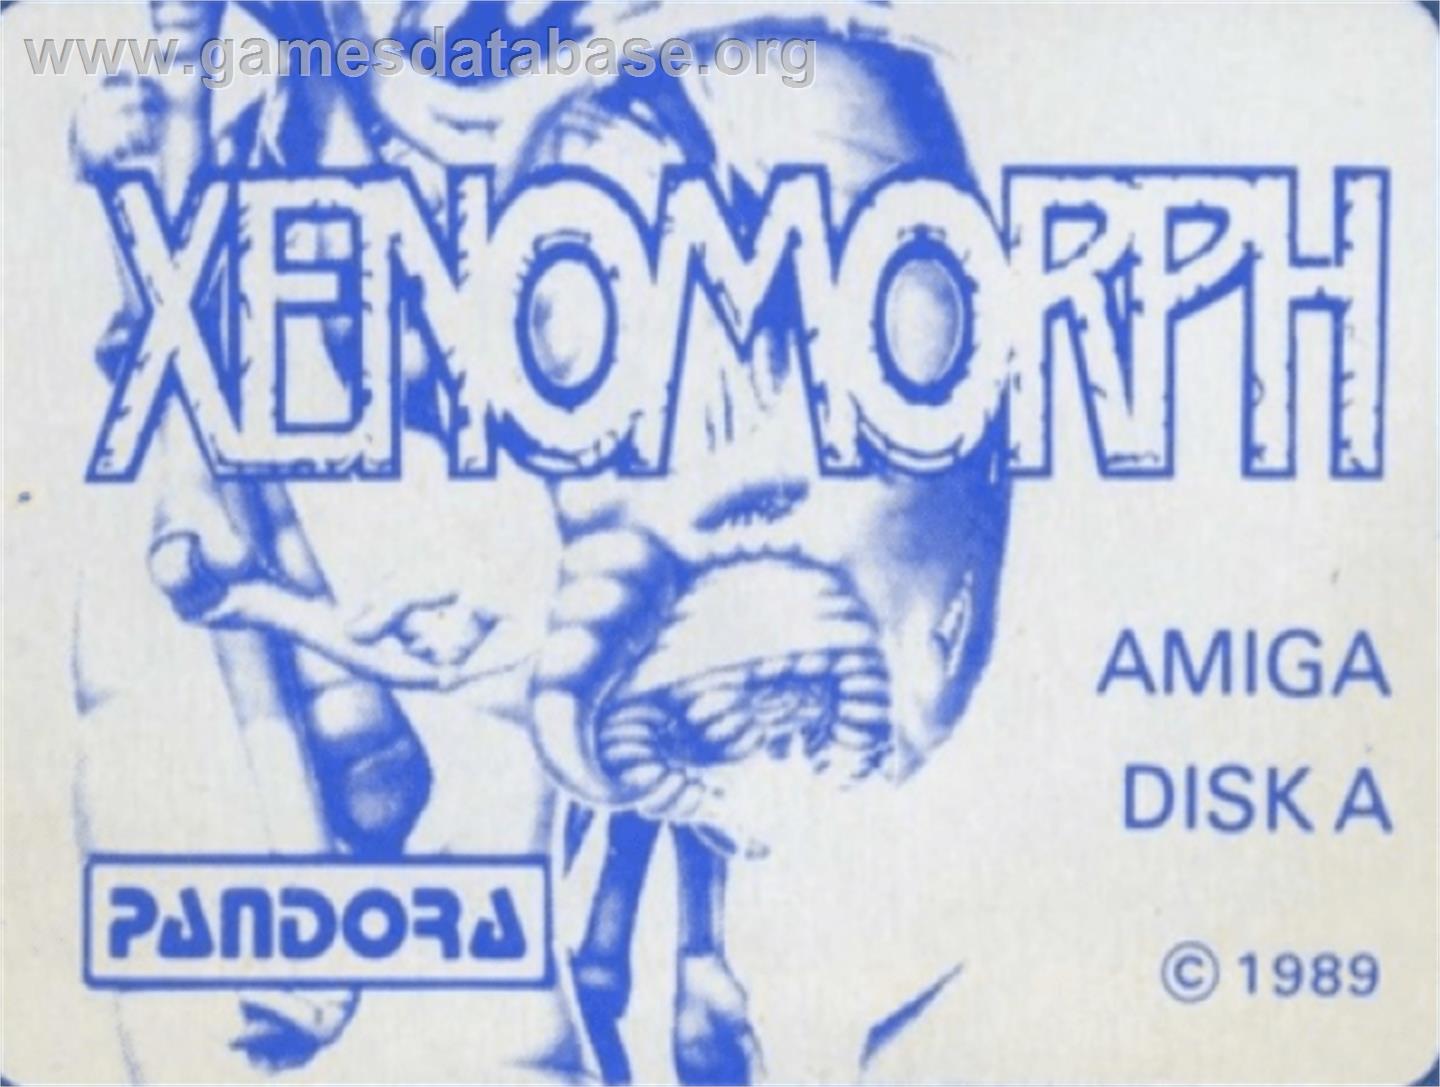 www.gamesdatabase.org
XENOMORPH
AMIGA
DISK A
PANDORA
© 1989